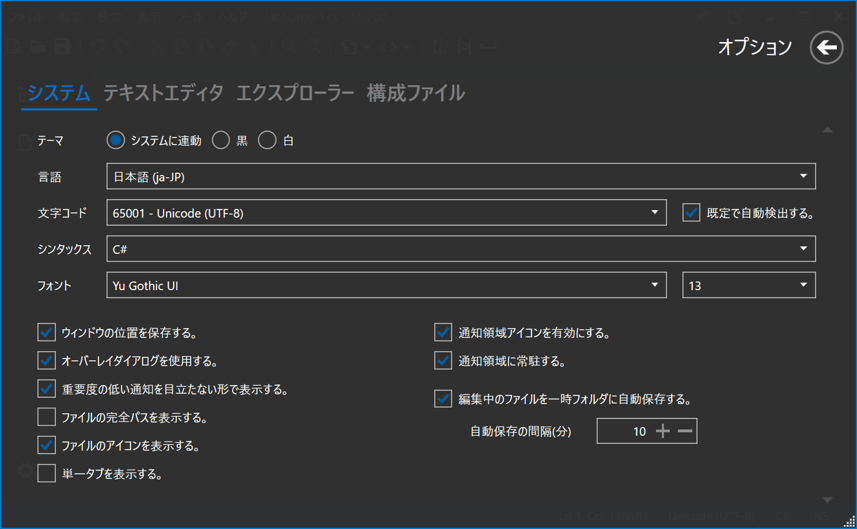 オプション
システム テキストエディタ エクスプローラー 構成ファイル
テーマ システムに連動 黒 白
言語 日本語 (ja-JP)
文字コード 65001 - Unicode (UTF-8) 既定で自動検出する。
シンタックス C#
フォント Yu Gothic UI 13
ウィンドウの位置を保存する。
オーバーレイダイアログを使用する。
重要度の低い通知を目立たない形で表示する。
ファイルの完全パスを表示する。
ファイルのアイコンを表示する。
単一タブを表示する。
通知領域アイコンを有効にする。
通知領域に常駐する。
編集中のファイルを一時フォルダに自動保存する。
自動保存の間隔(分) 10